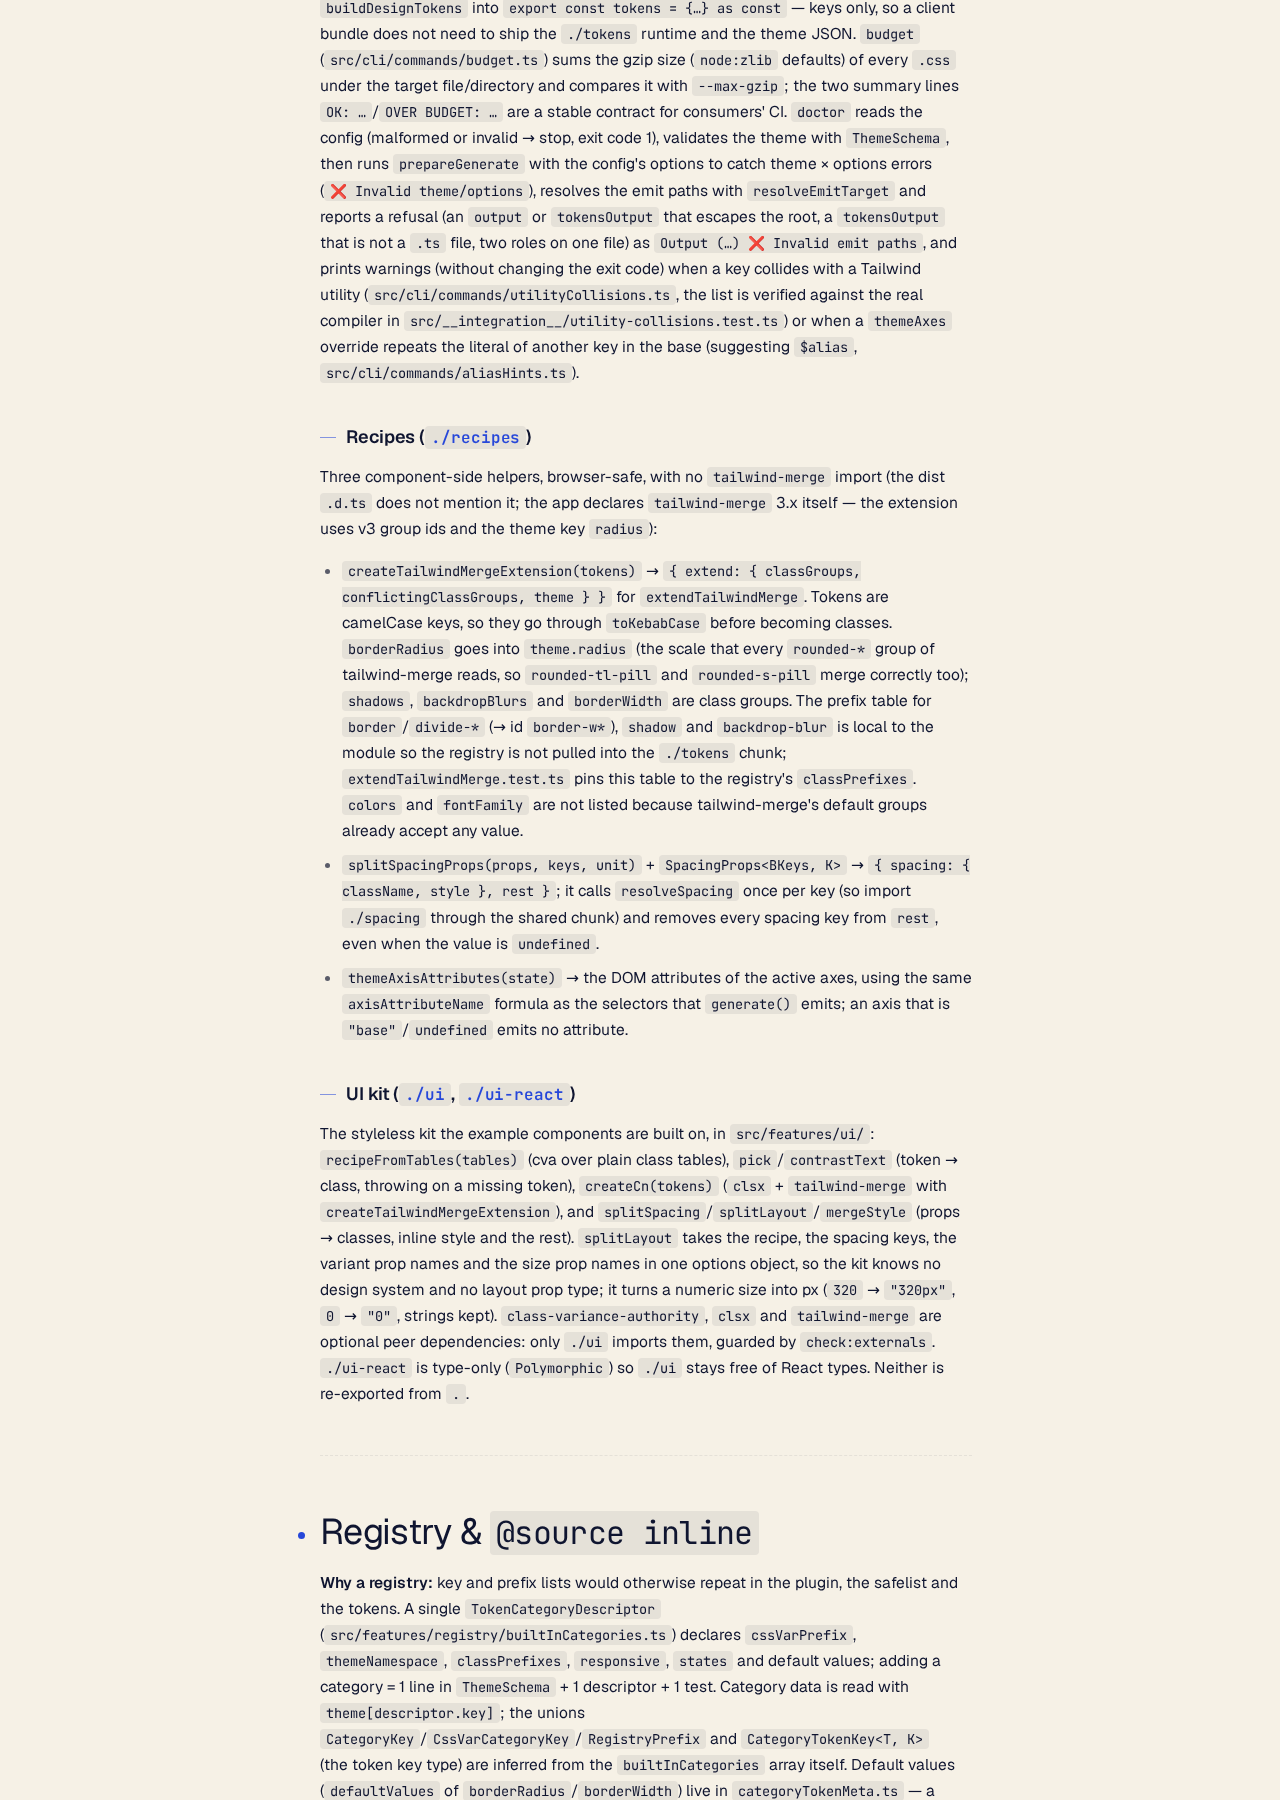 buildDesignTokens into export const tokens = {…} as const — keys only, so a client
bundle does not need to ship the ./tokens runtime and the theme JSON. budget
(src/cli/commands/budget.ts) sums the gzip size (node:zlib defaults) of every .css
under the target file/directory and compares it with --max-gzip; the two summary lines
OK: …/OVER BUDGET: … are a stable contract for consumers' CI. doctor reads the
config (malformed or invalid → stop, exit code 1), validates the theme with ThemeSchema,
then runs prepareGenerate with the config's options to catch theme × options errors
(❌ Invalid theme/options), resolves the emit paths with resolveEmitTarget and
reports a refusal (an output or tokensOutput that escapes the root, a tokensOutput
that is not a .ts file, two roles on one file) as Output (…) ❌ Invalid emit paths, and
prints warnings (without changing the exit code) when a key collides with a Tailwind
utility (src/cli/commands/utilityCollisions.ts, the list is verified against the real
compiler in src/__integration__/utility-collisions.test.ts) or when a themeAxes
override repeats the literal of another key in the base (suggesting $alias,
src/cli/commands/aliasHints.ts).
— Recipes (./recipes)
Three component-side helpers, browser-safe, with no tailwind-merge import (the dist
.d.ts does not mention it; the app declares tailwind-merge 3.x itself — the extension
uses v3 group ids and the theme key radius):
• createTailwindMergeExtension(tokens) → { extend: { classGroups,
conflictingClassGroups, theme } } for extendTailwindMerge. Tokens are
camelCase keys, so they go through toKebabCase before becoming classes.
borderRadius goes into theme.radius (the scale that every rounded-* group of
tailwind-merge reads, so rounded-tl-pill and rounded-s-pill merge correctly too);
shadows, backdropBlurs and borderWidth are class groups. The prefix table for
border/divide-* (→ id border-w*), shadow and backdrop-blur is local to the
module so the registry is not pulled into the ./tokens chunk;
extendTailwindMerge.test.ts pins this table to the registry's classPrefixes.
colors and fontFamily are not listed because tailwind-merge's default groups
already accept any value.
• splitSpacingProps(props, keys, unit) + SpacingProps<BKeys, K> → { spacing: {
className, style }, rest }; it calls resolveSpacing once per key (so import
./spacing through the shared chunk) and removes every spacing key from rest,
even when the value is undefined.
• themeAxisAttributes(state) → the DOM attributes of the active axes, using the same
axisAttributeName formula as the selectors that generate() emits; an axis that is
"base"/undefined emits no attribute.
— UI kit (./ui, ./ui-react)
The styleless kit the example components are built on, in src/features/ui/:
recipeFromTables(tables) (cva over plain class tables), pick/contrastText (token →
class, throwing on a missing token), createCn(tokens) (clsx + tailwind-merge with
createTailwindMergeExtension), and splitSpacing/splitLayout/mergeStyle (props
→ classes, inline style and the rest). splitLayout takes the recipe, the spacing keys, the
variant prop names and the size prop names in one options object, so the kit knows no
design system and no layout prop type; it turns a numeric size into px (320 → "320px",
0 → "0", strings kept). class-variance-authority, clsx and tailwind-merge are
optional peer dependencies: only ./ui imports them, guarded by check:externals.
./ui-react is type-only (Polymorphic) so ./ui stays free of React types. Neither is
re-exported from ..
• Registry & @source inline
Why a registry: key and prefix lists would otherwise repeat in the plugin, the safelist and
the tokens. A single TokenCategoryDescriptor
(src/features/registry/builtInCategories.ts) declares cssVarPrefix,
themeNamespace, classPrefixes, responsive, states and default values; adding a
category = 1 line in ThemeSchema + 1 descriptor + 1 test. Category data is read with
theme[descriptor.key]; the unions
CategoryKey/CssVarCategoryKey/RegistryPrefix and CategoryTokenKey<T, K>
(the token key type) are inferred from the builtInCategories array itself. Default values
(defaultValues of borderRadius/borderWidth) live in categoryTokenMeta.ts — a